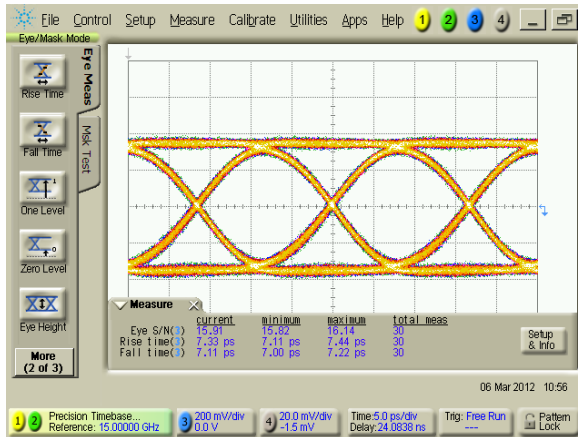 File Control Setup Measure Calibrate Utilities Apps Help 1 2 3 4
Eye/Mask Mode
Eye Meas
Rise Time
Msk Test
Fall Time
One Level
Zero Level
Eye Height
More
(2 of 3)
Measure
current minimum maximum total meas
Eye S/N(3) 15.91 15.82 16.14 30
Rise time(3) 7.33 ps 7.11 ps 7.44 ps 30
Fall time(3) 7.11 ps 7.00 ps 7.22 ps 30
Setup
& Info
06 Mar 2012 10:56
1 2 Precision Timebase...
Reference: 15.00000 GHz
3 200 mV/div
0.0 V
4 20.0 mV/div
-1.5 mV
Time:5.0 ps/div
Delay:24.0838 ns
Trig: Free Run
---
Pattern
Lock